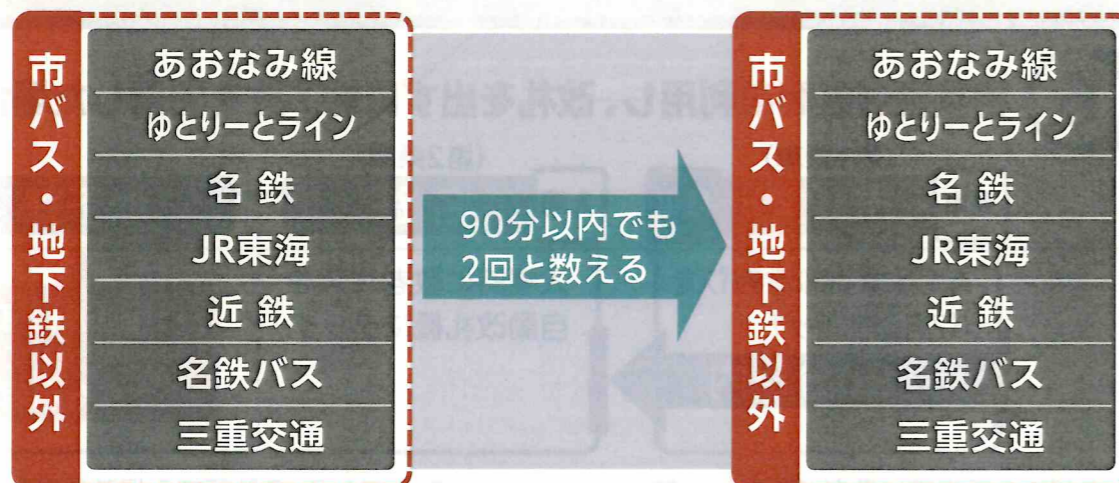 市バス・地下鉄以外
あおなみ線
ゆとりーとライン
名鉄
JR東海
近鉄
名鉄バス
三重交通
90分以内でも
2回と数える
市バス・地下鉄以外
あおなみ線
ゆとりーとライン
名鉄
JR東海
近鉄
名鉄バス
三重交通